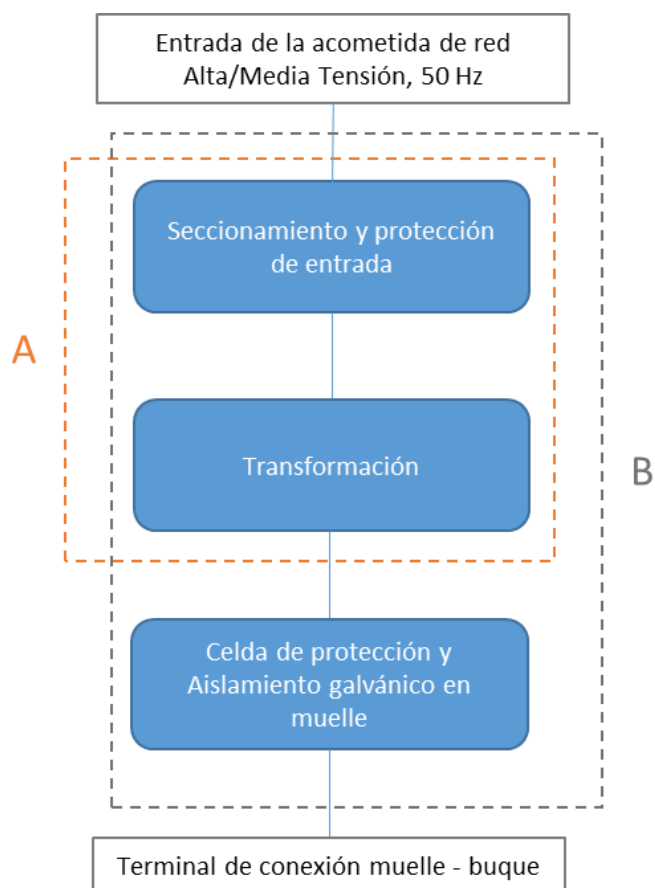 Entrada de la acometida de red
Alta/Media Tensión, 50 Hz
Seccionamiento y protección
de entrada
A
Transformación
B
Celda de protección y
Aislamiento galvánico en
muelle
Terminal de conexión muelle - buque